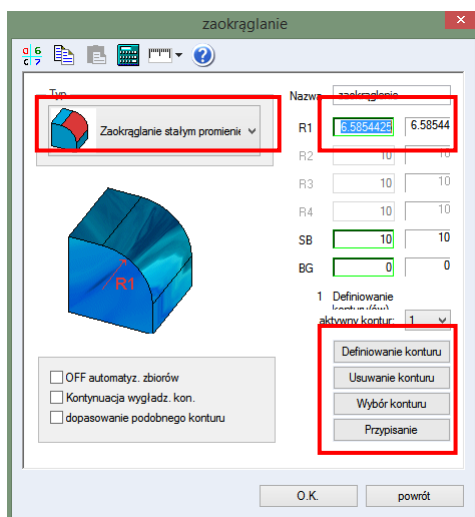 zaokrąglanie
Typ
Zaokrąglanie stałym promienie
R1
Nazwa zaokrąglanie
R1 6.5854425 6.58544
R2 10 10
R3 10 10
R4 10 10
SB 10 10
BG 0 0
1 Definiowanie
konturu(ów)
aktywny kontur: 1
Definiowanie konturu
Usuwanie konturu
Wybór konturu
Przypisanie
OFF automatyz. zbiorów
Kontynuacja wygładz. kon.
dopasowanie podobnego konturu
O.K. powrót